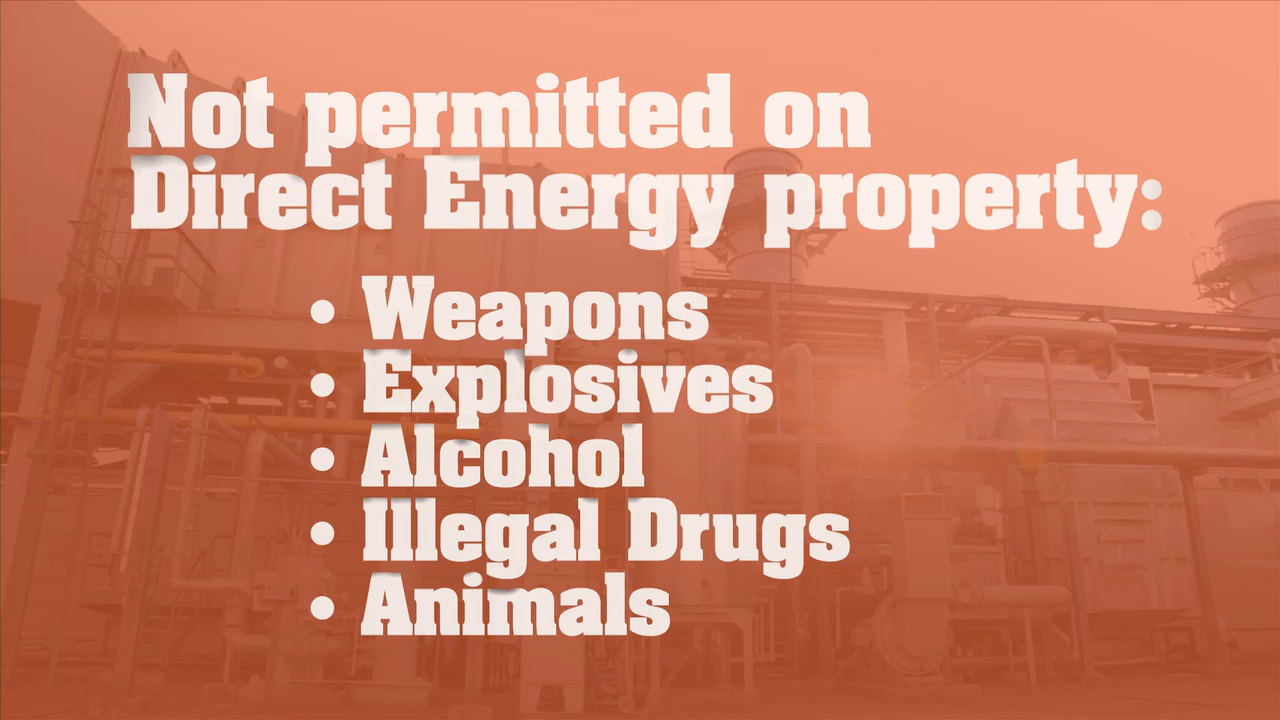 Not permitted on
Direct Energy property:
• Weapons
• Explosives
• Alcohol
• Illegal Drugs
• Animals